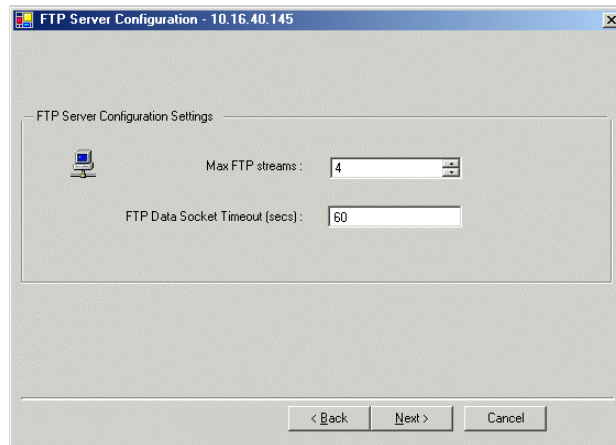 FTP Server Configuration - 10.16.40.145
FTP Server Configuration Settings
Max FTP streams :
4
FTP Data Socket Timeout (secs) :
60
< Back
Next >
Cancel